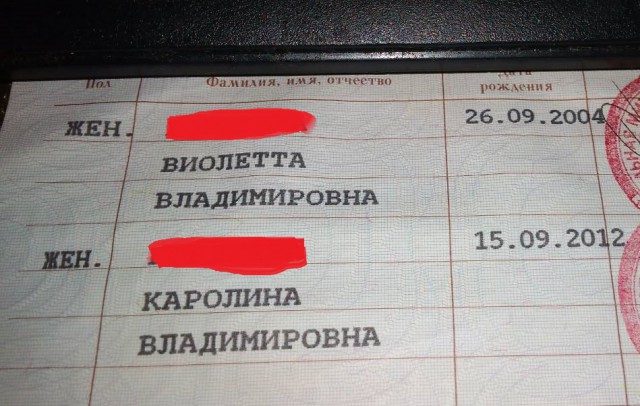 Пол Фамилия, имя, отчество Дата рождения
ЖЕН. 26.09.2004
ВИОЛЕТТА
ВЛАДИМИРОВНА
ЖЕН. 15.09.2012
КАРОЛИНА
ВЛАДИМИРОВНА